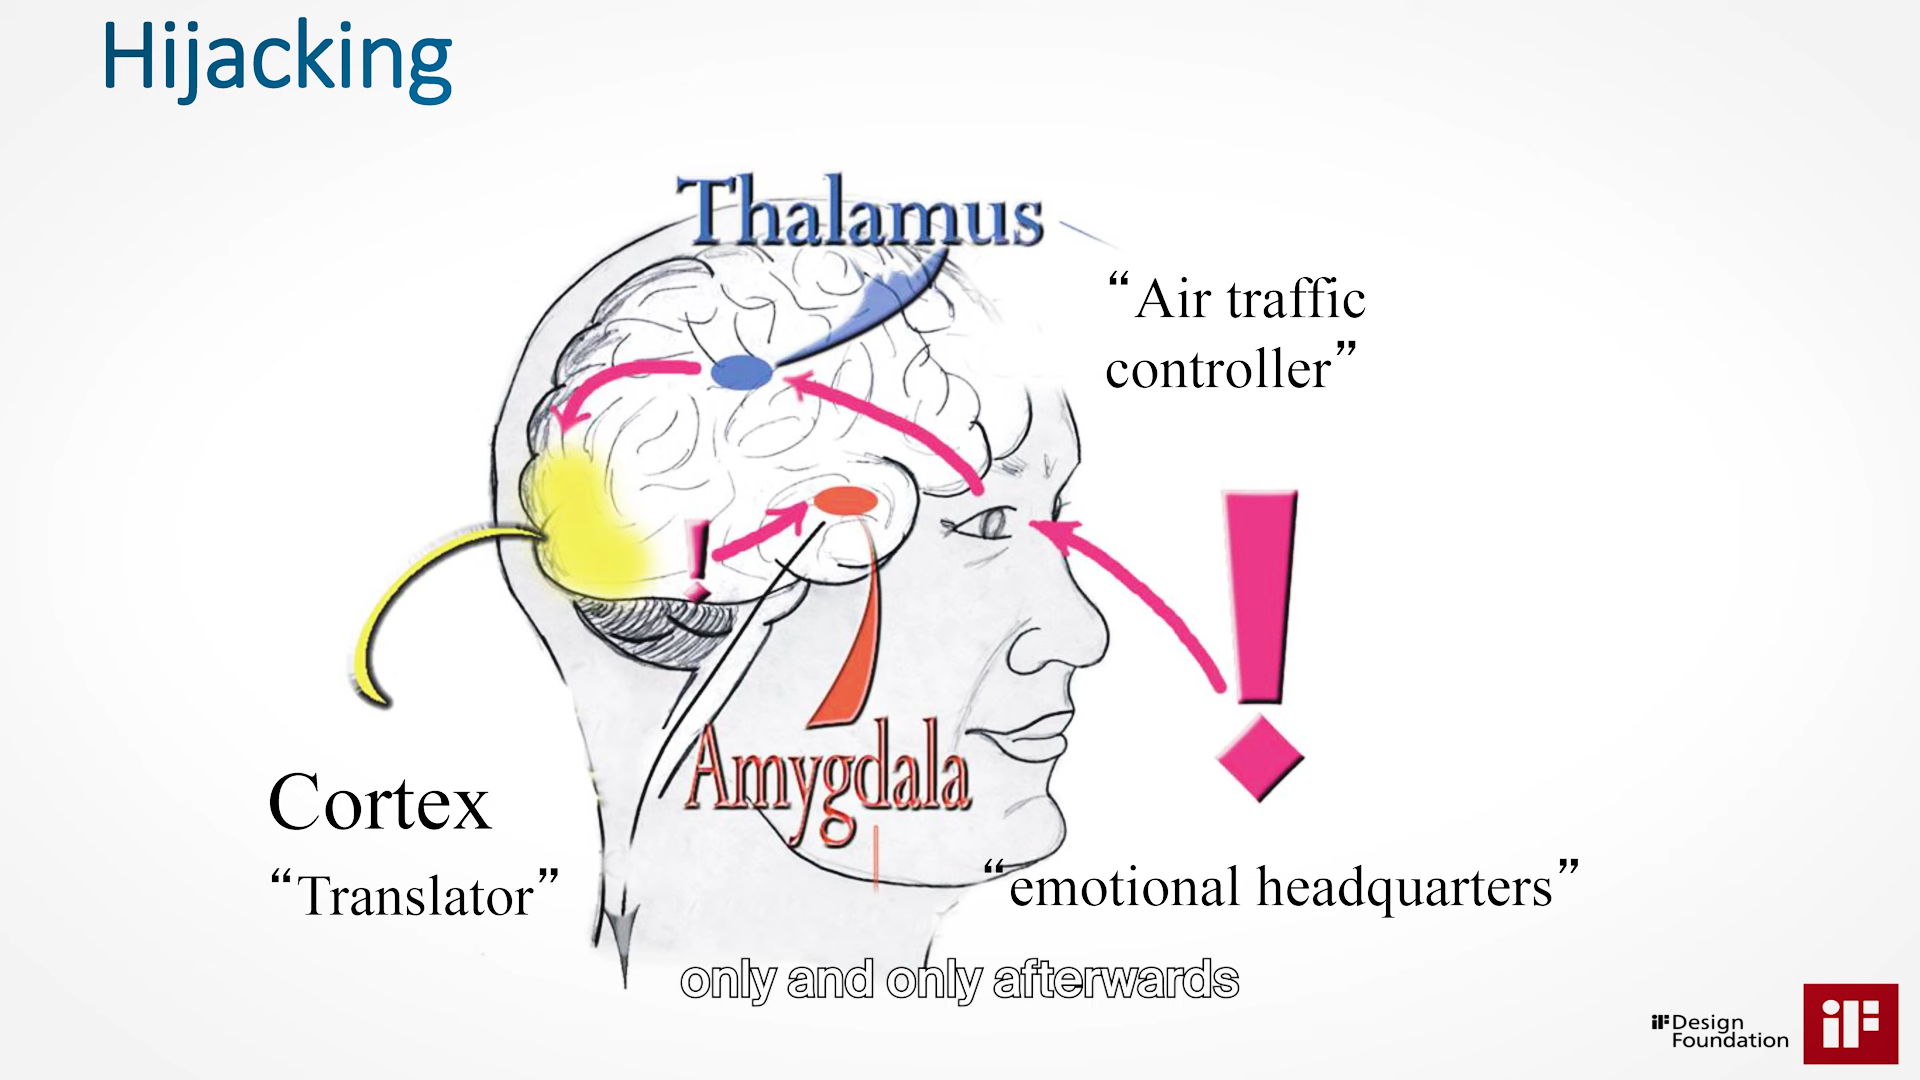 Hijacking
Thalamus
“Air traffic
controller”
!
!
Amygdala
Cortex
“Translator”
“emotional headquarters”
only and only afterwards
iF Design
Foundation
iF